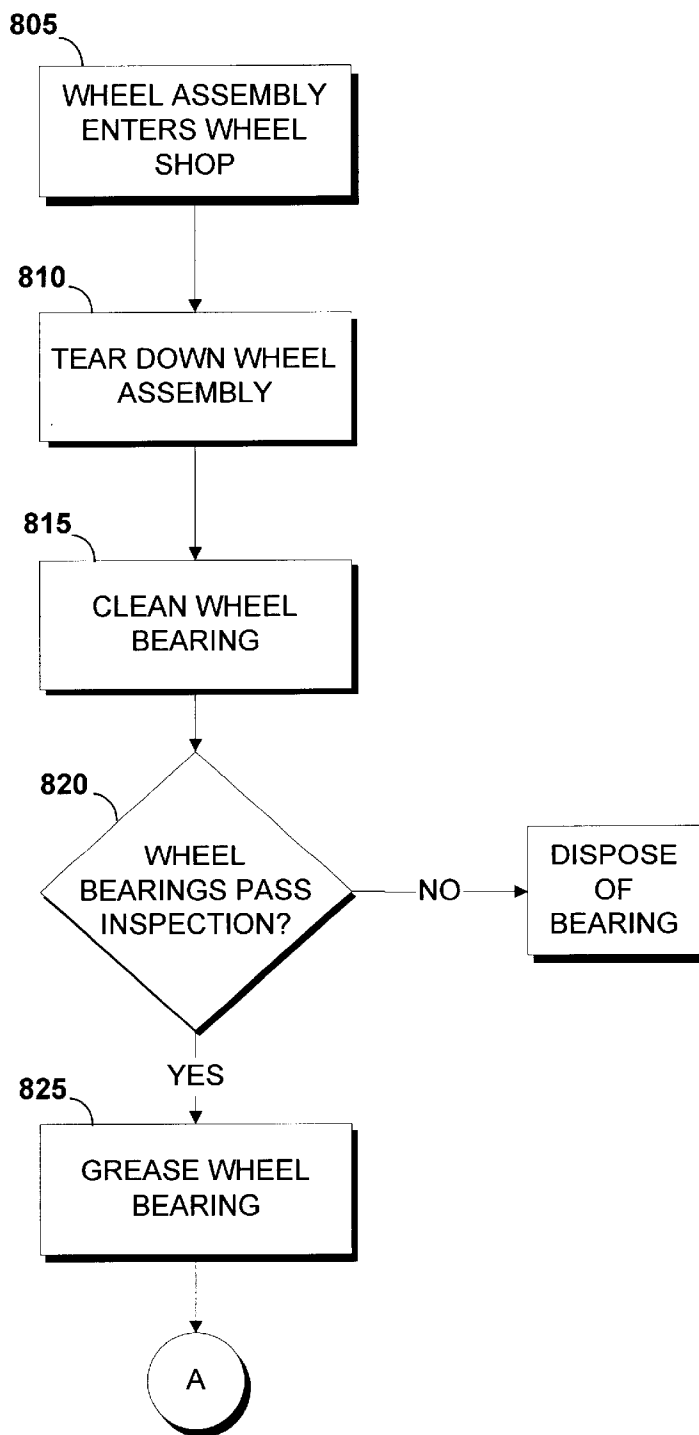 805
WHEEL ASSEMBLY
ENTERS WHEEL
SHOP
810
TEAR DOWN WHEEL
ASSEMBLY
815
CLEAN WHEEL
BEARING
820
WHEEL
BEARINGS PASS
INSPECTION?
NO
DISPOSE
OF
BEARING
YES
825
GREASE WHEEL
BEARING
A